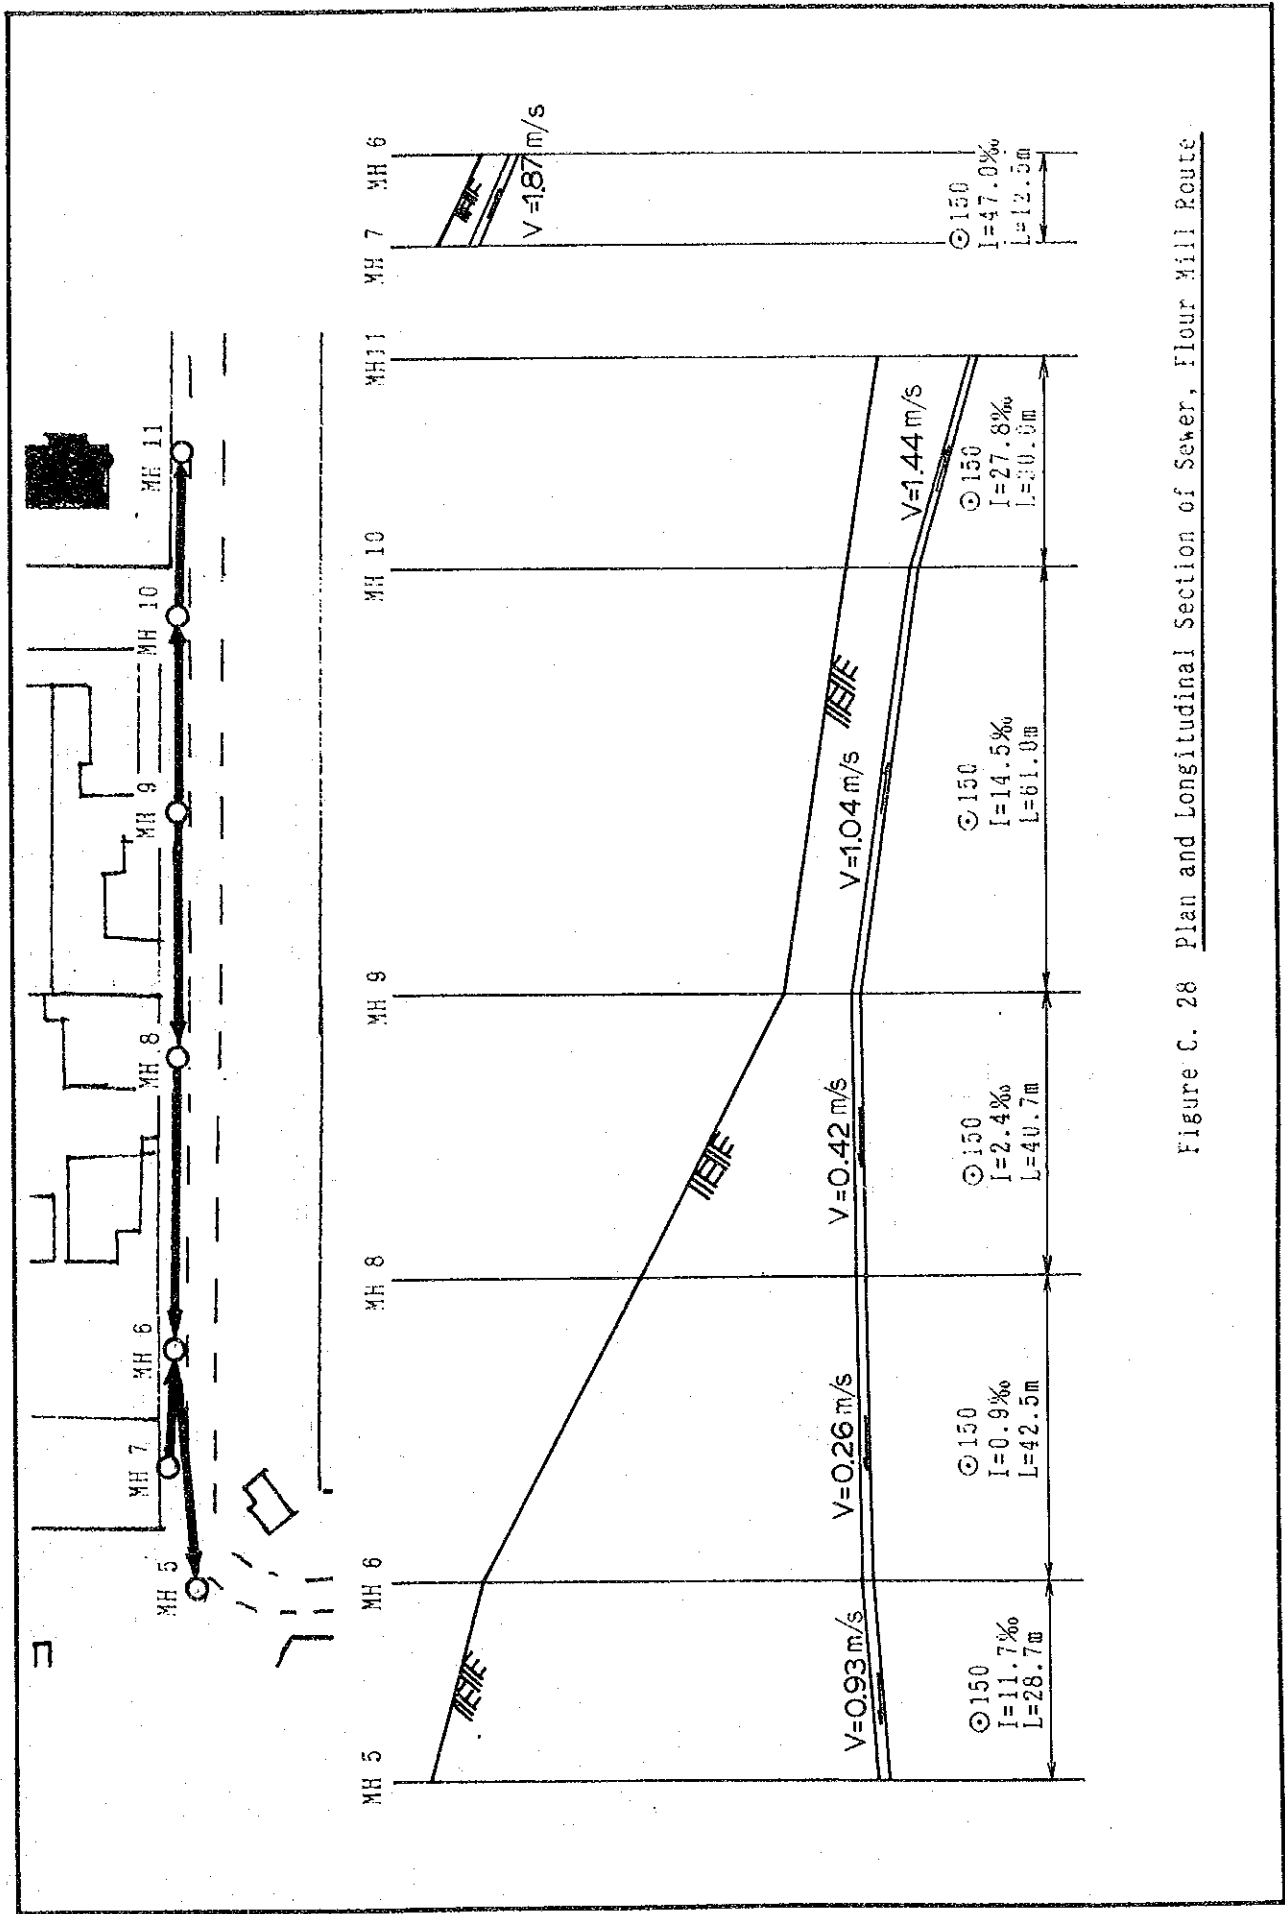 MH 5
MH 7
MH 6
MH 8
MH 9
MH 10
MH 11
MH 5
MH 6
MH 8
MH 9
MH 10
MH11
MH 7
MH 6
V=0.93m/s
V=0.26m/s
V=0.42m/s
V=1.04m/s
V=1.44m/s
V=1.87m/s
⊙150
I=11.7‰
L=28.7m
⊙150
I=0.9‰
L=42.5m
⊙150
I=2.4‰
L=40.7m
⊙150
I=14.5‰
L=61.0m
⊙150
I=27.8‰
L=30.0m
⊙150
I=47.0‰
L=12.5m
Figure C. 28 Plan and Longitudinal Section of Sewer, Flour Mill Route